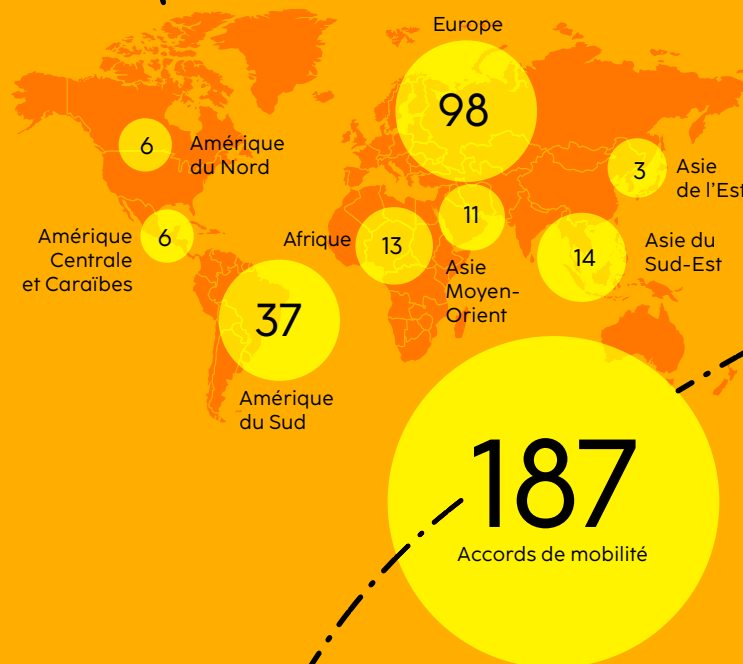 Europe
98
6
Amérique
du Nord
3
Asie
de l'Est
Amérique
Centrale
et Caraïbes
6
Afrique
13
11
Asie
Moyen-
Orient
14
Asie du
Sud-Est
37
Amérique
du Sud
187
Accords de mobilité